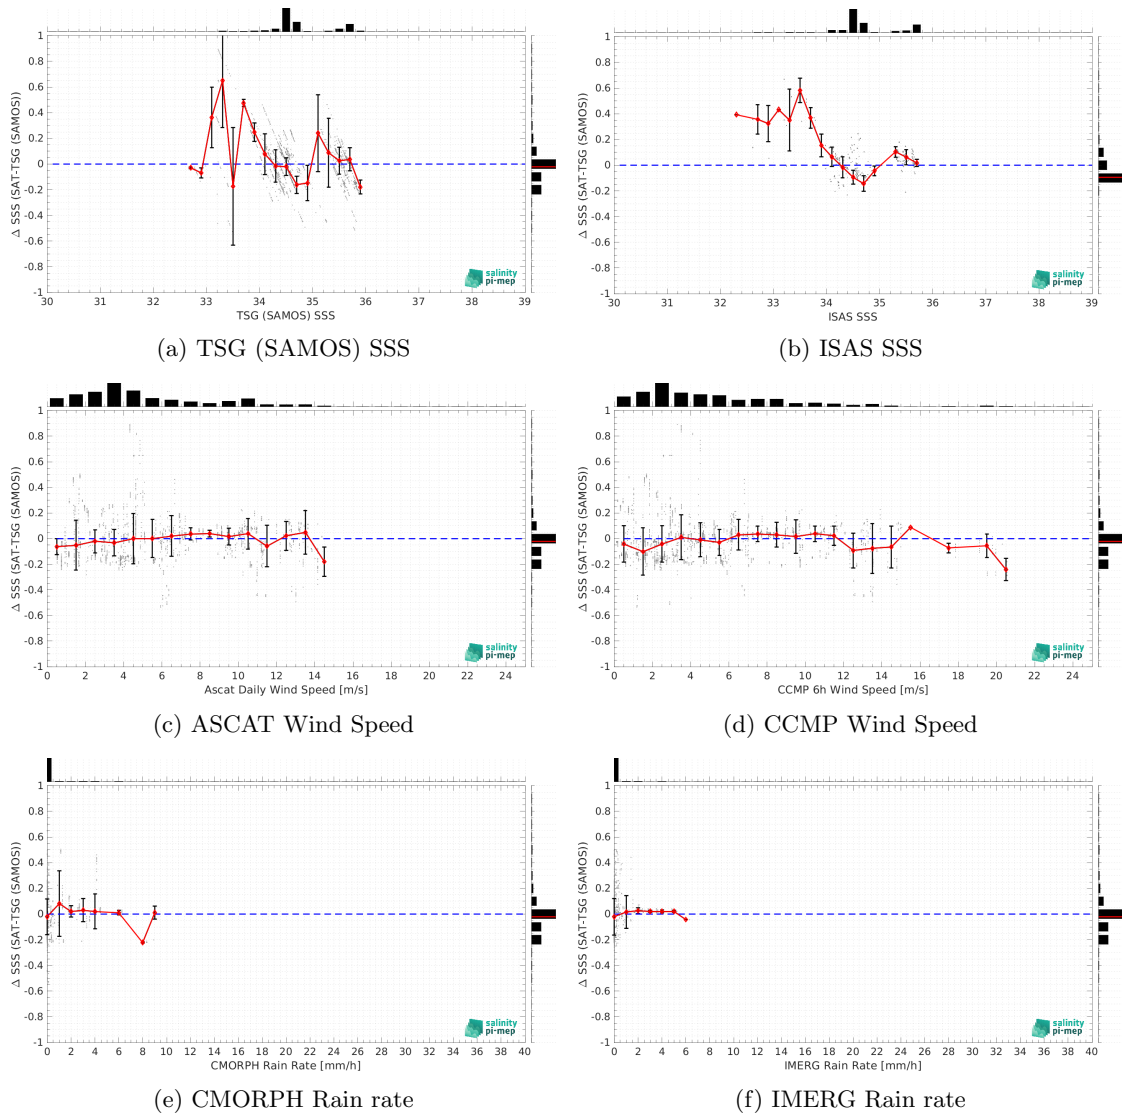 1
0.8
0.6
0.4
0.2
0
-0.2
-0.4
-0.6
-0.8
-1
Δ SSS (SAT-TSG (SAMOS))
30 31 32 33 34 35 36 37 38 39
TSG (SAMOS) SSS
salinity
pi-mep
(a) TSG (SAMOS) SSS
1
0.8
0.6
0.4
0.2
0
-0.2
-0.4
-0.6
-0.8
-1
Δ SSS (SAT-TSG (SAMOS))
30 31 32 33 34 35 36 37 38 39
ISAS SSS
salinity
pi-mep
(b) ISAS SSS
1
0.8
0.6
0.4
0.2
0
-0.2
-0.4
-0.6
-0.8
-1
Δ SSS (SAT-TSG (SAMOS))
0 2 4 6 8 10 12 14 16 18 20 22 24
Ascat Daily Wind Speed [m/s]
salinity
pi-mep
(c) ASCAT Wind Speed
1
0.8
0.6
0.4
0.2
0
-0.2
-0.4
-0.6
-0.8
-1
Δ SSS (SAT-TSG (SAMOS))
0 2 4 6 8 10 12 14 16 18 20 22 24
CCMP 6h Wind Speed [m/s]
salinity
pi-mep
(d) CCMP Wind Speed
1
0.8
0.6
0.4
0.2
0
-0.2
-0.4
-0.6
-0.8
-1
Δ SSS (SAT-TSG (SAMOS))
0 2 4 6 8 10 12 14 16 18 20 22 24 26 28 30 32 34 36 38 40
CMORPH Rain Rate [mm/h]
salinity
pi-mep
(e) CMORPH Rain rate
1
0.8
0.6
0.4
0.2
0
-0.2
-0.4
-0.6
-0.8
-1
Δ SSS (SAT-TSG (SAMOS))
0 2 4 6 8 10 12 14 16 18 20 22 24 26 28 30 32 34 36 38 40
IMERG Rain Rate [mm/h]
salinity
pi-mep
(f) IMERG Rain rate